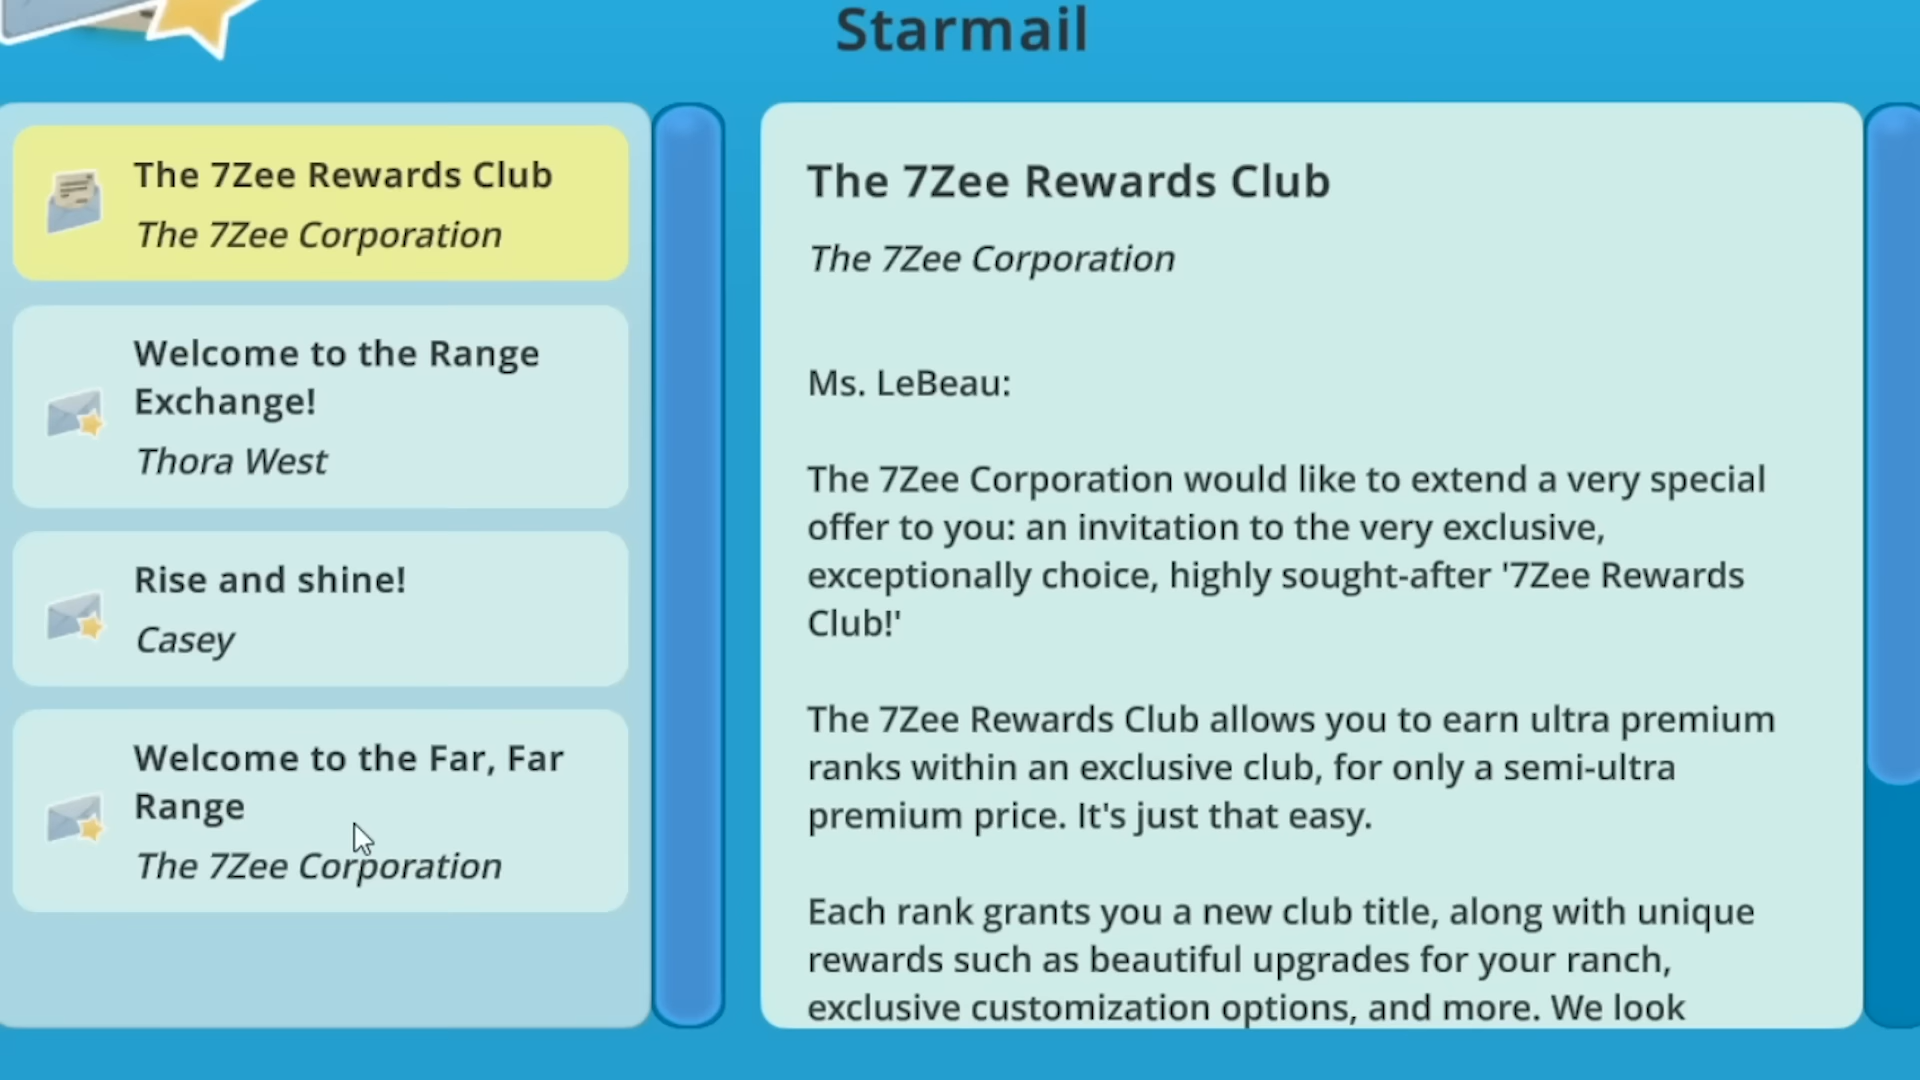 Starmail
The 7Zee Rewards Club
The 7Zee Corporation
Welcome to the Range
Exchange!
Thora West
Rise and shine!
Casey
Welcome to the Far, Far
Range
The 7Zee Corporation
The 7Zee Rewards Club
The 7Zee Corporation
Ms. LeBeau:
The 7Zee Corporation would like to extend a very special
offer to you: an invitation to the very exclusive,
exceptionally choice, highly sought-after '7Zee Rewards
Club!'
The 7Zee Rewards Club allows you to earn ultra premium
ranks within an exclusive club, for only a semi-ultra
premium price. It's just that easy.
Each rank grants you a new club title, along with unique
rewards such as beautiful upgrades for your ranch,
exclusive customization options, and more. We look